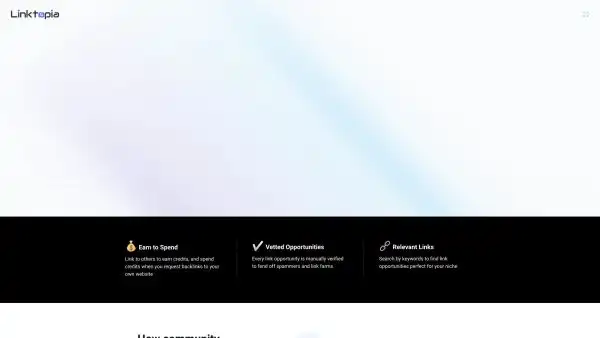 Linktopia
Earn to Spend
Link to others to earn credits, and spend
credits when you request backlinks to your
own website
Vetted Opportunities
Every link opportunity is manually verified
to fend off spammers and link farms
Relevant Links
Search by keywords to find link
opportunities perfect for your niche
How community